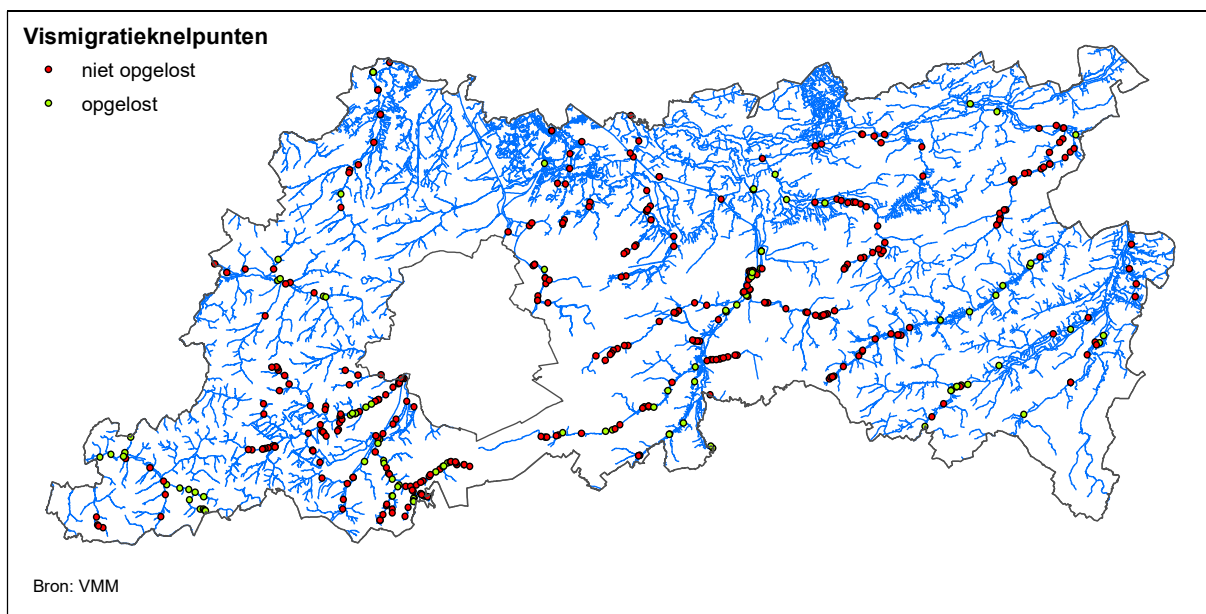 Vismigratieknelpunten
niet opgelost
opgelost
Bron: VMM